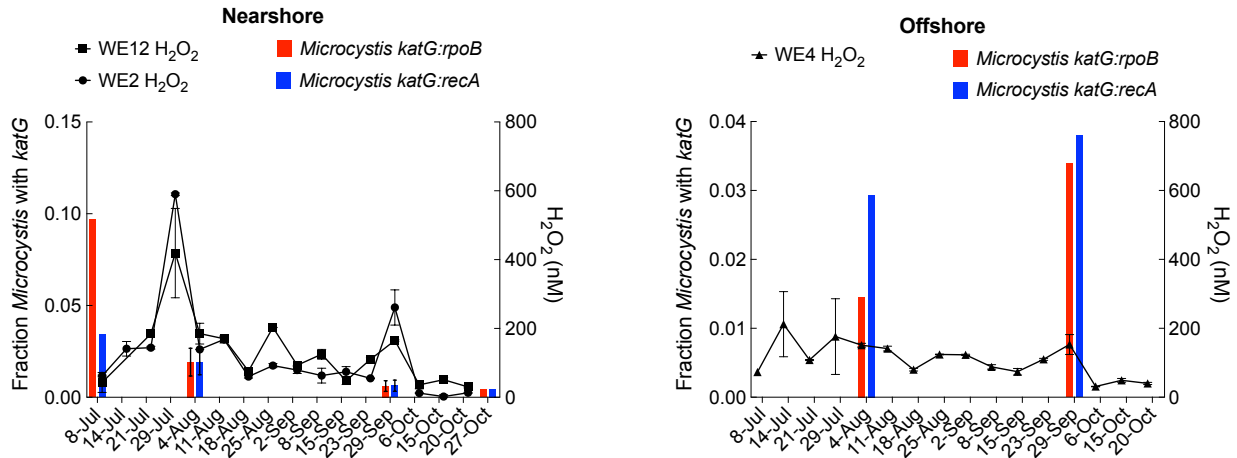 Nearshore
WE12 H₂O₂
WE2 H₂O₂
Microcystis katG:rpoB
Microcystis katG:recA
Fraction Microcystis with katG
0.15
0.10
0.05
0.00
800
600
400
200
0
H₂O₂ (nM)
8-Jul
14-Jul
21-Jul
29-Jul
4-Aug
11-Aug
18-Aug
25-Aug
2-Sep
8-Sep
15-Sep
23-Sep
29-Sep
6-Oct
15-Oct
20-Oct
27-Oct
Offshore
WE4 H₂O₂
Microcystis katG:rpoB
Microcystis katG:recA
Fraction Microcystis with katG
0.04
0.03
0.02
0.01
0.00
800
600
400
200
0
H₂O₂ (nM)
8-Jul
14-Jul
21-Jul
29-Jul
4-Aug
11-Aug
18-Aug
25-Aug
2-Sep
8-Sep
15-Sep
23-Sep
29-Sep
6-Oct
15-Oct
20-Oct